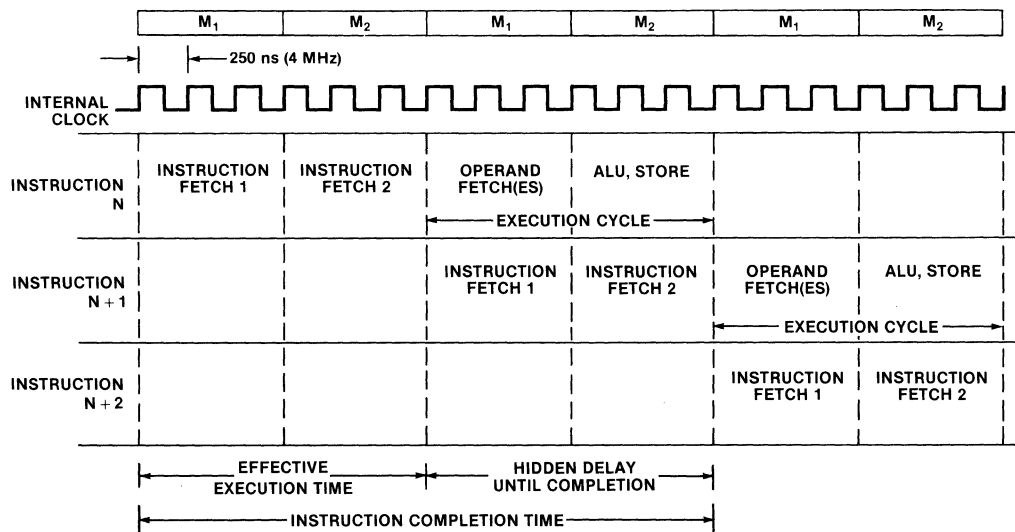 M1 M2 M1 M2 M1 M2
250 ns (4 MHz)
INTERNAL
CLOCK
INSTRUCTION
N
INSTRUCTION
FETCH 1
INSTRUCTION
FETCH 2
OPERAND
FETCH(ES)
ALU, STORE
EXECUTION CYCLE
INSTRUCTION
N + 1
INSTRUCTION
FETCH 1
INSTRUCTION
FETCH 2
OPERAND
FETCH(ES)
ALU, STORE
EXECUTION CYCLE
INSTRUCTION
N + 2
INSTRUCTION
FETCH 1
INSTRUCTION
FETCH 2
EFFECTIVE
EXECUTION TIME
HIDDEN DELAY
UNTIL COMPLETION
INSTRUCTION COMPLETION TIME